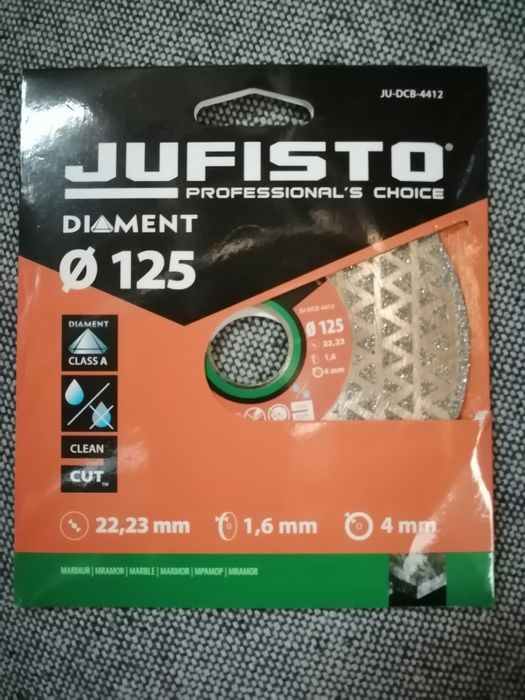 JU-DCB-4412
JUFISTO®
PROFESSIONAL'S CHOICE
DIAMENT
Ø 125
DIAMENT
CLASS A
CLEAN
CUT™
JU-DCB-4412
Ø 125
22,23
1,6
4 mm
22,23 mm
1,6 mm
4 mm
MARMUR | MRAMOR | MARBLE | MARMOR | МРАМОР | MRAMOR